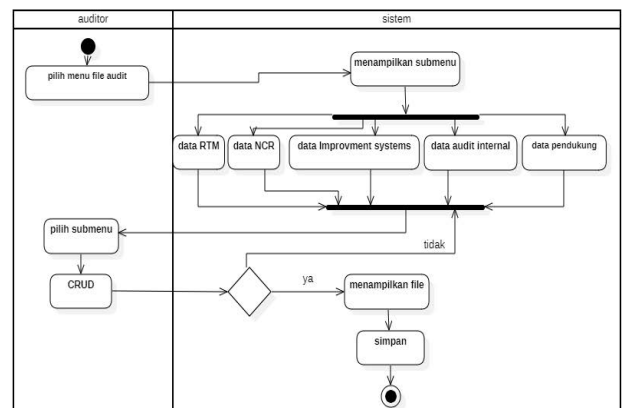 auditor
sistem
pilih menu file audit
menampilkan submenu
data RTM
data NCR
data Improvment systems
data audit internal
data pendukung
pilih submenu
tidak
CRUD
ya
menampilkan file
simpan